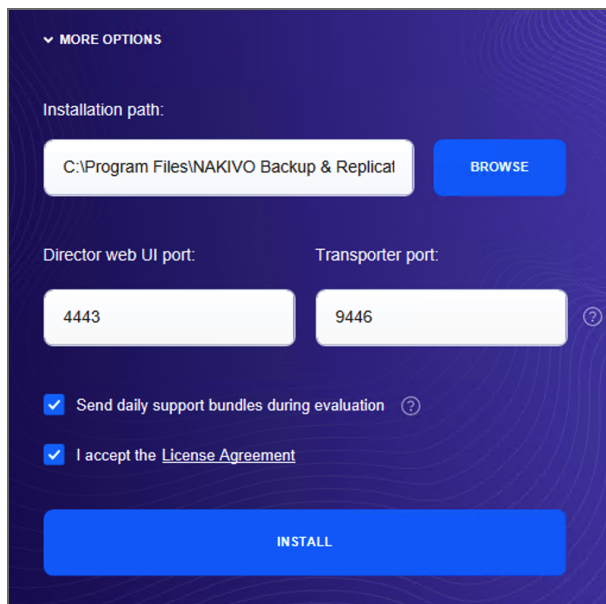 MORE OPTIONS
Installation path:
C:\Program Files\NAKIVO Backup & Replicat
BROWSE
Director web UI port: Transporter port:
4443 9446 ?
Send daily support bundles during evaluation ?
I accept the License Agreement
INSTALL